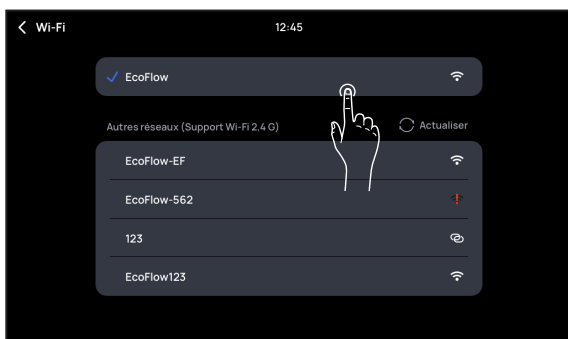 Wi-Fi
12:45
EcoFlow
Autres réseaux (Support Wi-Fi 2,4 G)
Actualiser
EcoFlow-EF
EcoFlow-562
123
EcoFlow123